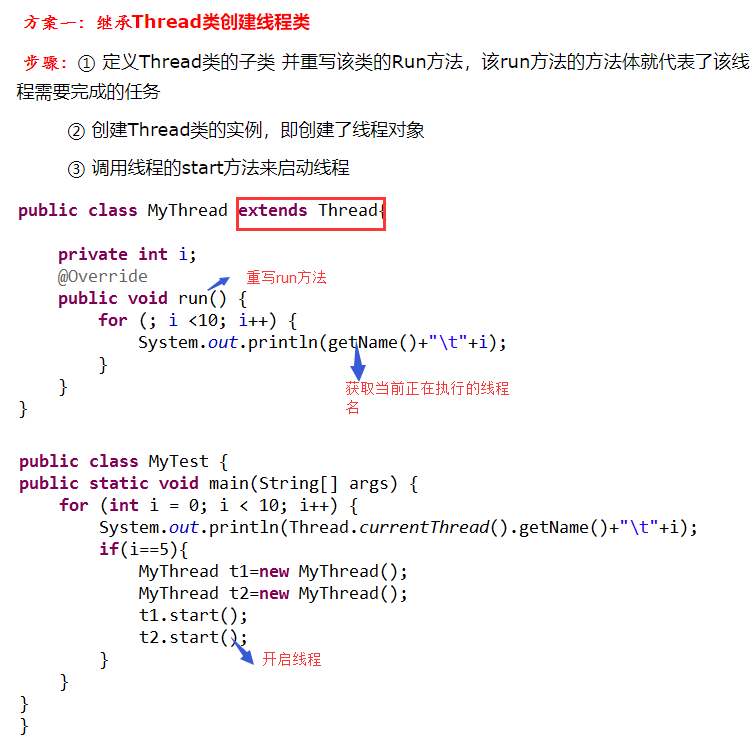 方案一：继承Thread类创建线程类
步骤：① 定义Thread类的子类 并重写该类的Run方法，该run方法的方法体就代表了该线
程需要完成的任务
② 创建Thread类的实例，即创建了线程对象
③ 调用线程的start方法来启动线程
public class MyThread extends Thread{
private int i;
@Override
重写run方法
public void run() {
for (; i <10; i++) {
System.out.println(getName()+"\t"+i);
}
获取当前正在执行的线程
名
}
}
public class MyTest {
public static void main(String[] args) {
for (int i = 0; i < 10; i++) {
System.out.println(Thread.currentThread().getName()+"\t"+i);
if(i==5){
MyThread t1=new MyThread();
MyThread t2=new MyThread();
t1.start();
t2.start();
开启线程
}
}
}
}